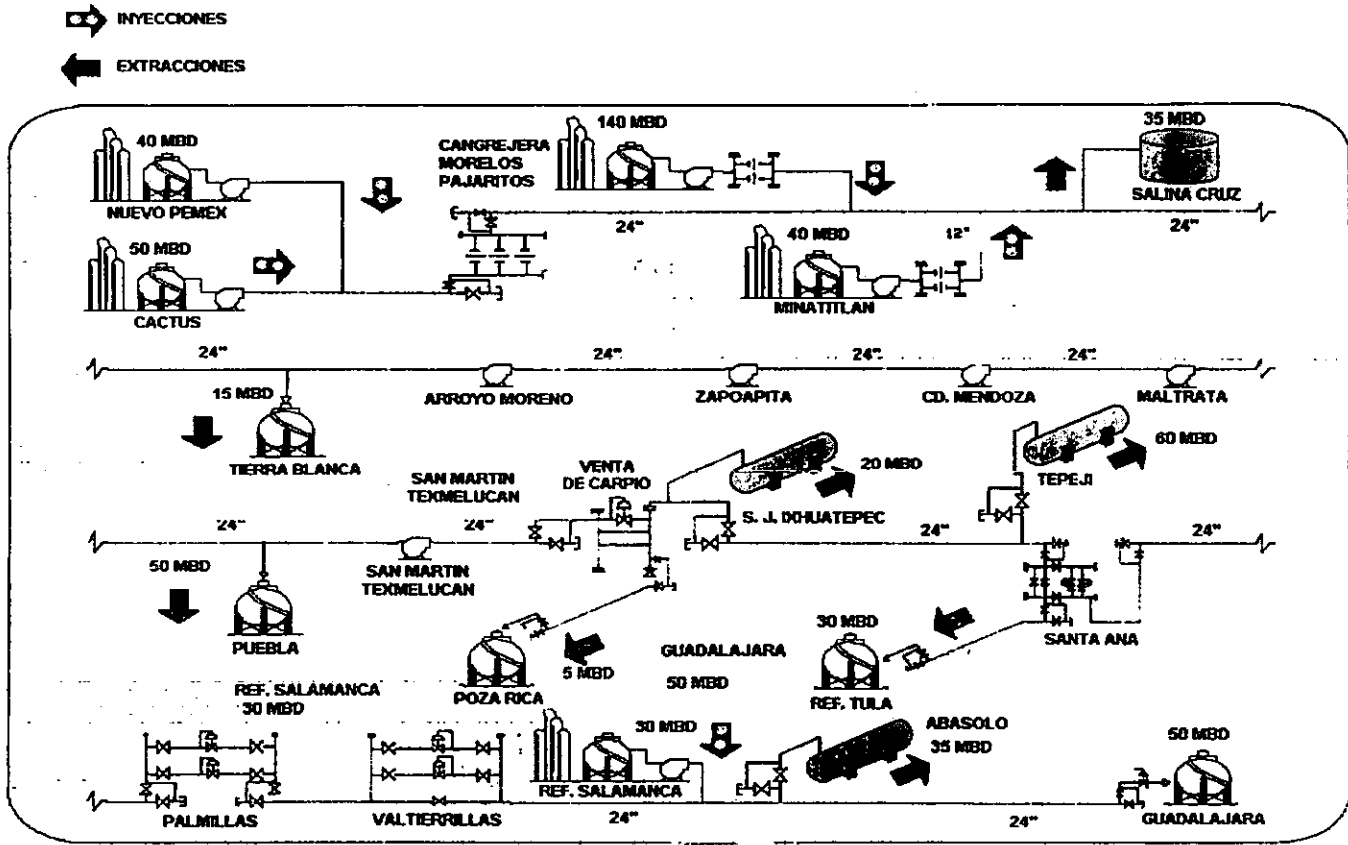 INYECCIONES
EXTRACCIONES
40 MBD
NUEVO PEMEX
50 MBD
CACTUS
CANGREJERA
MORELOS
PAJARITOS
140 MBD
35 MBD
SALINA CRUZ
24"
24"
40 MBD
12"
MINATITLAN
24"
24"
24"
24"
15 MBD
TIERRA BLANCA
ARROYO MORENO
ZAPOAPITA
CD. MENDOZA
MALTRATA
SAN MARTIN
TEXMELUCAN
VENTA
DE CARPIO
20 MBD
S. J. IXHUATEPEC
60 MBD
TEPEJI
24"
24"
24"
24"
50 MBD
PUEBLA
SAN MARTIN
TEXMELUCAN
5 MBD
POZA RICA
GUADALAJARA
50 MBD
30 MBD
REF. TULA
SANTA ANA
REF. SALAMANCA
30 MBD
PALMILLAS
VALTIERRILLAS
30 MBD
REF. SALAMANCA
ABASOLO
35 MBD
50 MBD
GUADALAJARA
24"
24"